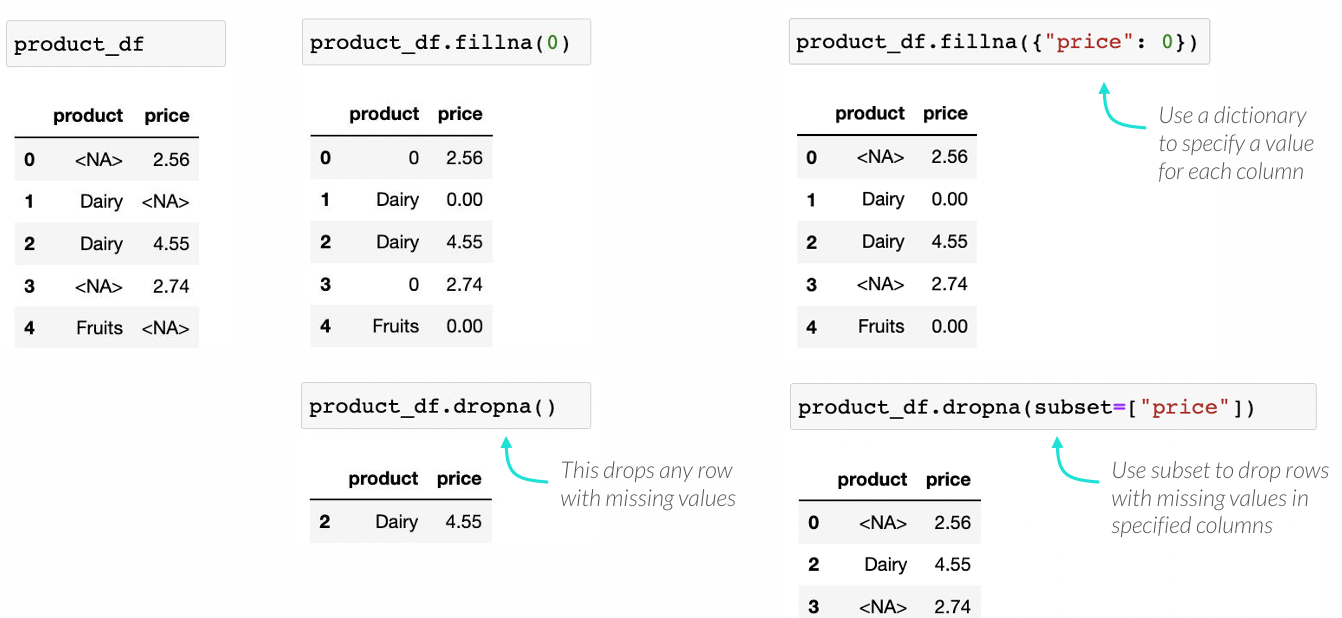 product_df
product price
0 <NA> 2.56
1 Dairy <NA>
2 Dairy 4.55
3 <NA> 2.74
4 Fruits <NA>
product_df.fillna(0)
product price
0 0 2.56
1 Dairy 0.00
2 Dairy 4.55
3 0 2.74
4 Fruits 0.00
product_df.fillna({"price": 0})
Use a dictionary
to specify a value
for each column
product price
0 <NA> 2.56
1 Dairy 0.00
2 Dairy 4.55
3 <NA> 2.74
4 Fruits 0.00
product_df.dropna()
This drops any row
with missing values
product price
2 Dairy 4.55
product_df.dropna(subset=["price"])
Use subset to drop rows
with missing values in
specified columns
product price
0 <NA> 2.56
2 Dairy 4.55
3 <NA> 2.74